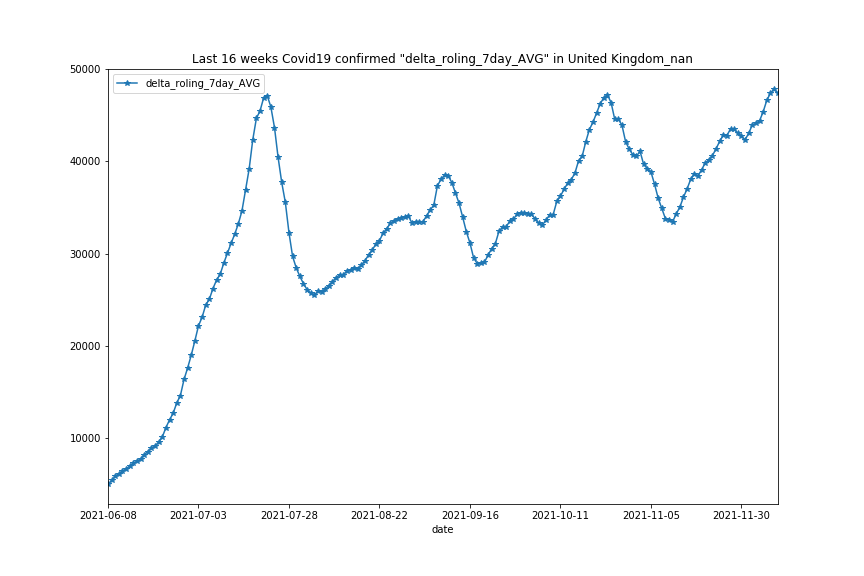 Last 16 weeks Covid19 confirmed "delta_roling_7day_AVG" in United Kingdom_nan
50000
delta_roling_7day_AVG
40000
30000
20000
10000
2021-06-08 2021-07-03 2021-07-28 2021-08-22 2021-09-16 2021-10-11 2021-11-05 2021-11-30
date